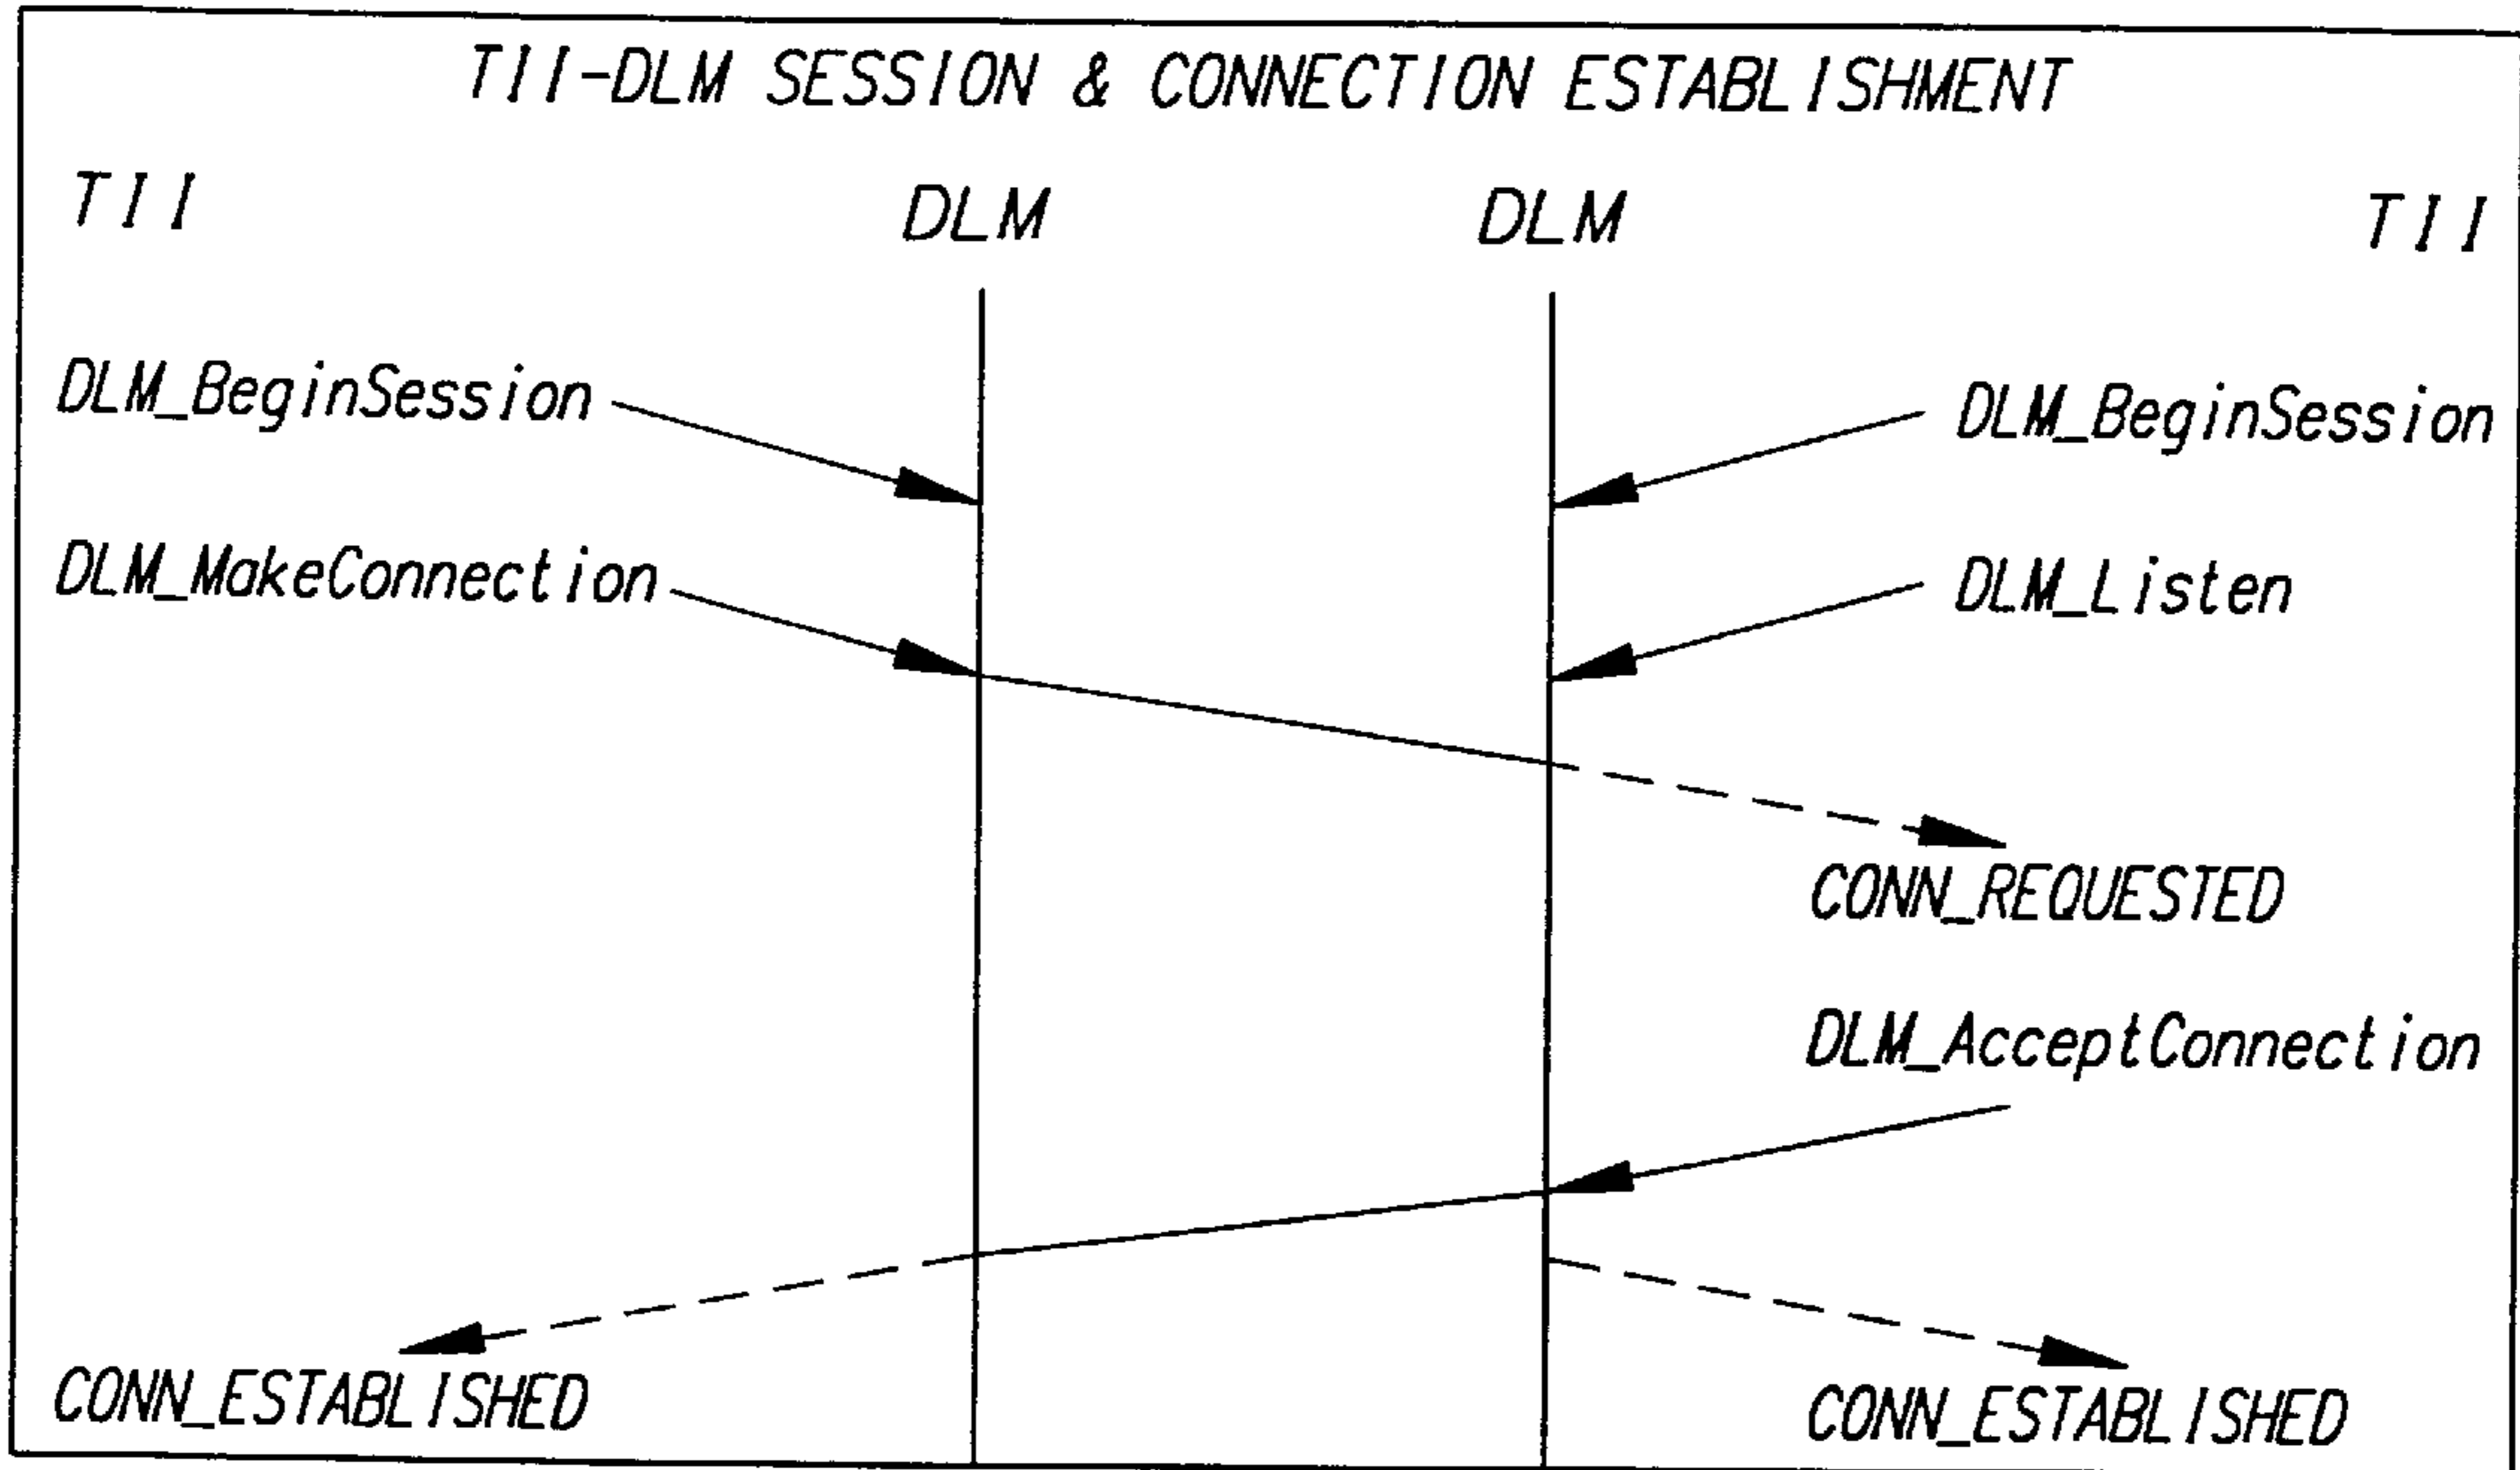 TII-DLM SESSION & CONNECTION ESTABLISHMENT
TII DLM DLM TII
DLM_BeginSession DLM_BeginSession
DLM_MakeConnection DLM_Listen
CONN_REQUESTED
DLM_AcceptConnection
CONN_ESTABLISHED CONN_ESTABLISHED